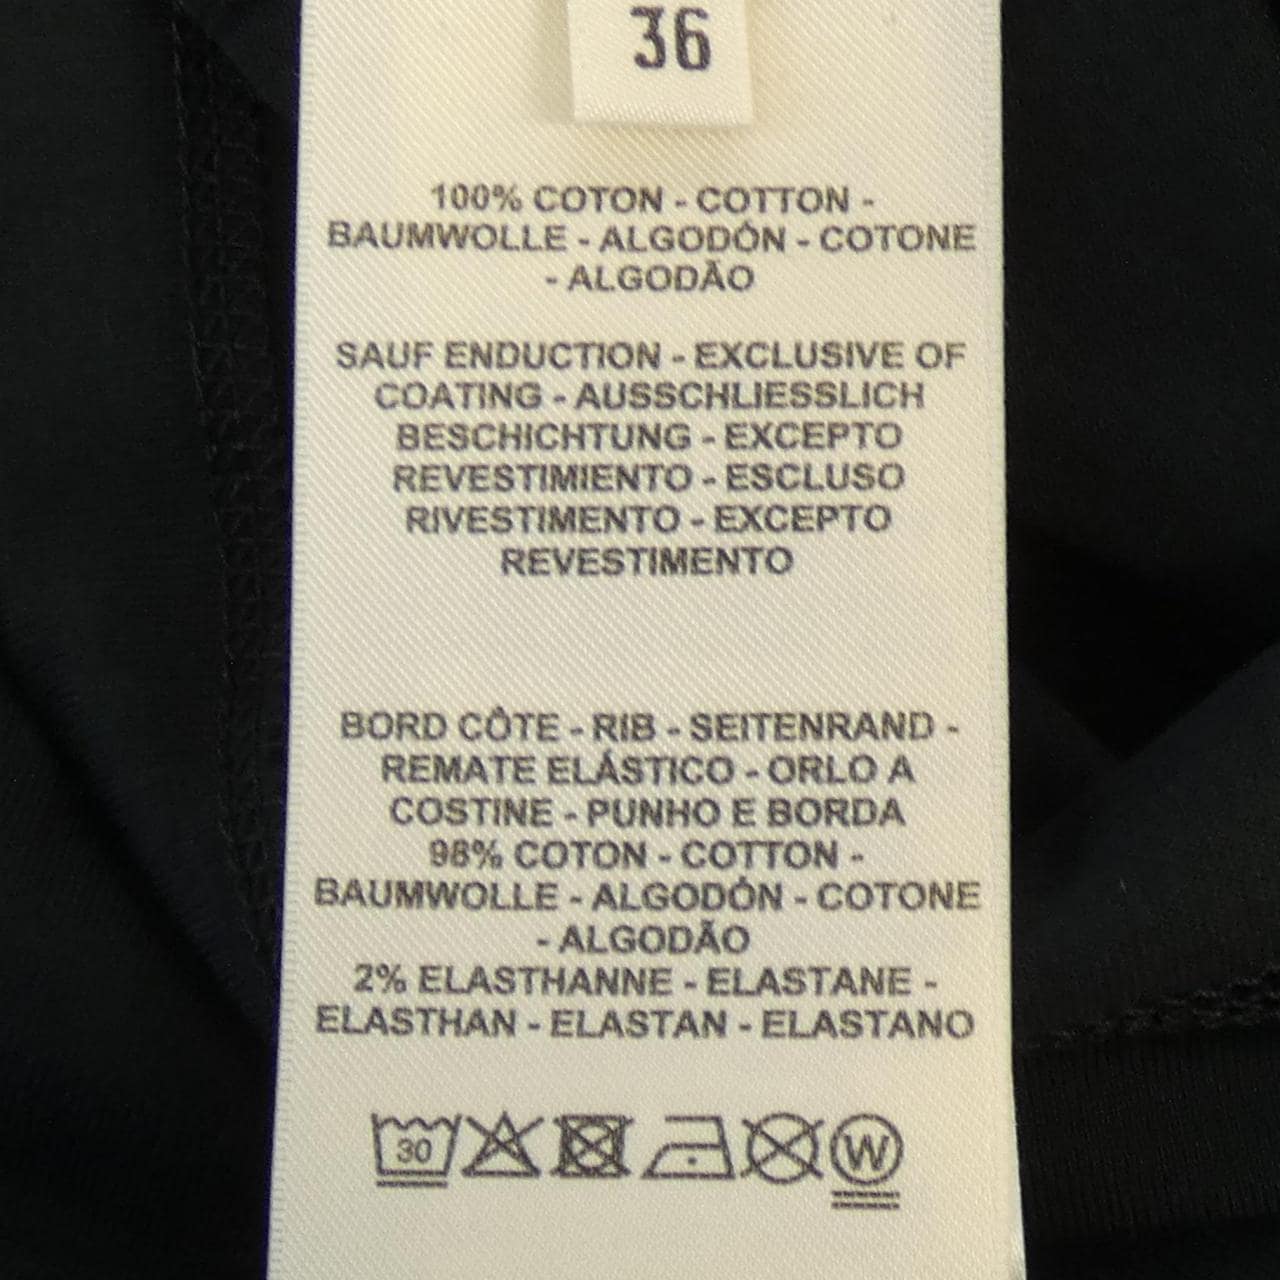 36
100% COTON - COTTON -
BAUMWOLLE - ALGODÓN - COTONE
- ALGODÃO
SAUF ENDUCTION - EXCLUSIVE OF
COATING - AUSSCHLIESSLICH
BESCHICHTUNG - EXCEPTO
REVESTIMIENTO - ESCLUSO
RIVESTIMENTO - EXCEPTO
REVESTIMENTO
BORD CÔTE - RIB - SEITENRAND -
REMATE ELÁSTICO - ORLO A
COSTINE - PUNHO E BORDA
98% COTON - COTTON -
BAUMWOLLE - ALGODÓN - COTONE
- ALGODÃO
2% ELASTHANNE - ELASTANE -
ELASTHAN - ELASTAN - ELASTANO
30 W